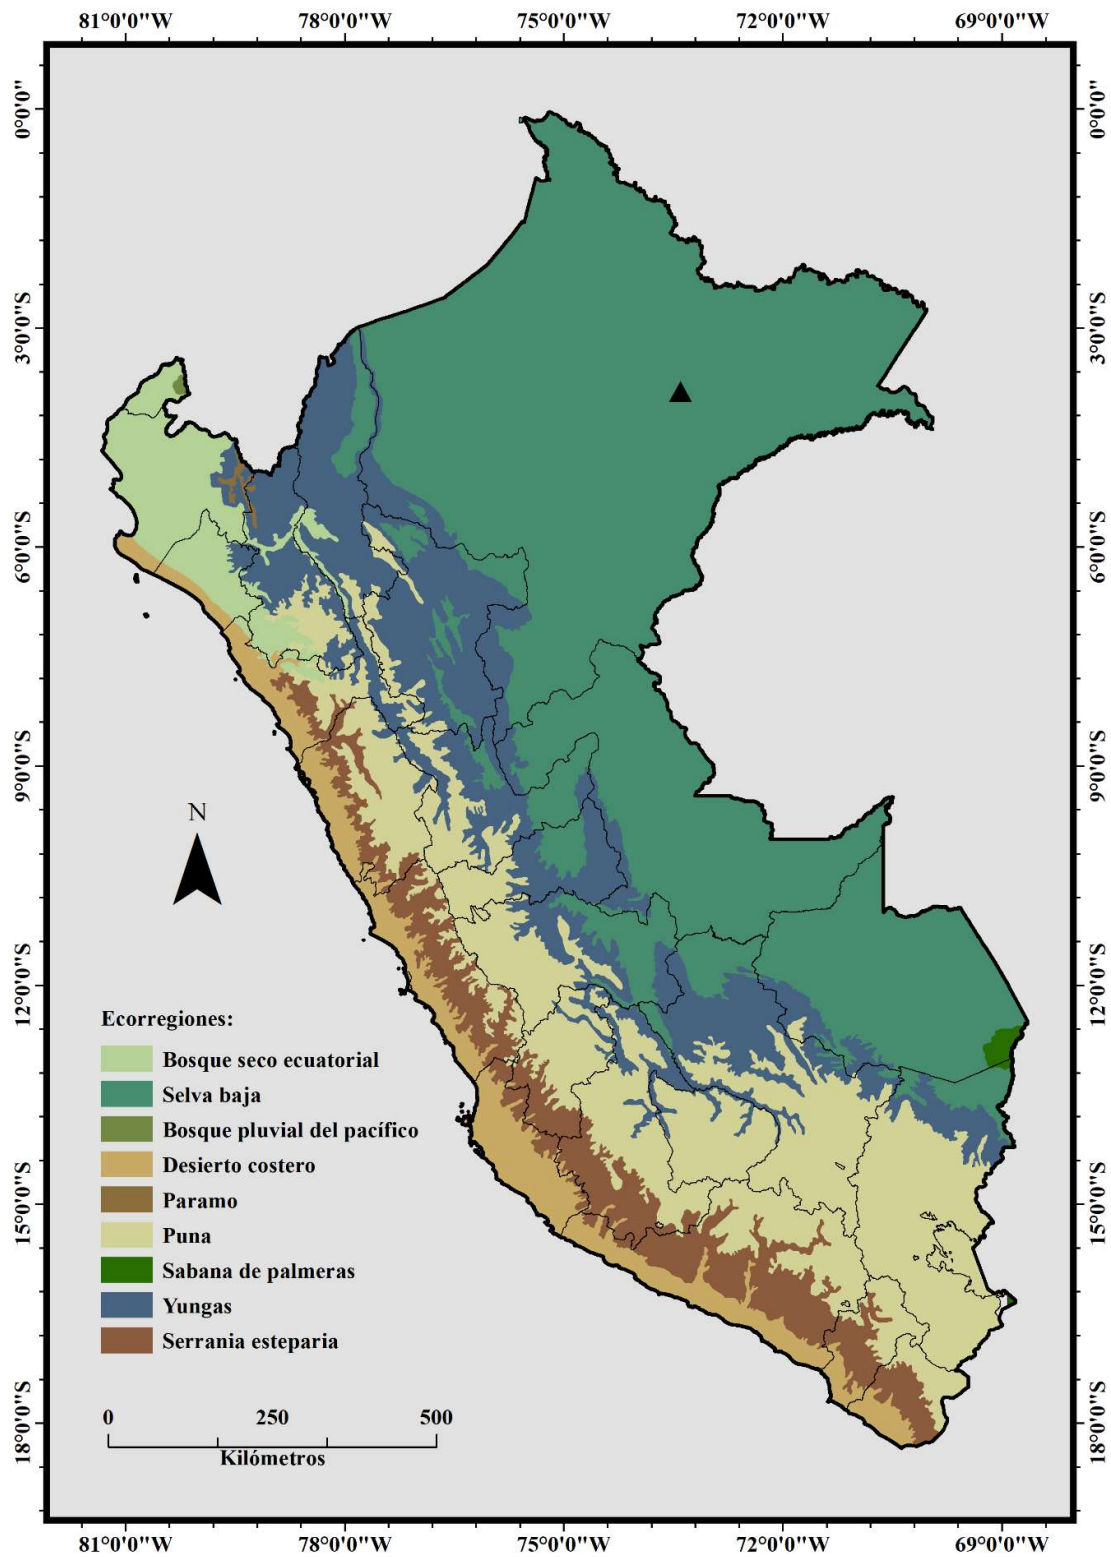 81°0'0"W 78°0'0"W 75°0'0"W 72°0'0"W 69°0'0"W
0°0'0" 0°0'0"
3°0'0"S 3°0'0"S
6°0'0"S 6°0'0"S
9°0'0"S 9°0'0"S
N
12°0'0"S 12°0'0"S
Ecorregiones:
Bosque seco ecuatorial
Selva baja
Bosque pluvial del pacífico
Desierto costero
Paramo
15°0'0"S 15°0'0"S
Puna
Sabana de palmeras
Yungas
Serrania esteparia
0 250 500
18°0'0"S 18°0'0"S
Kilómetros
81°0'0"W 78°0'0"W 75°0'0"W 72°0'0"W 69°0'0"W